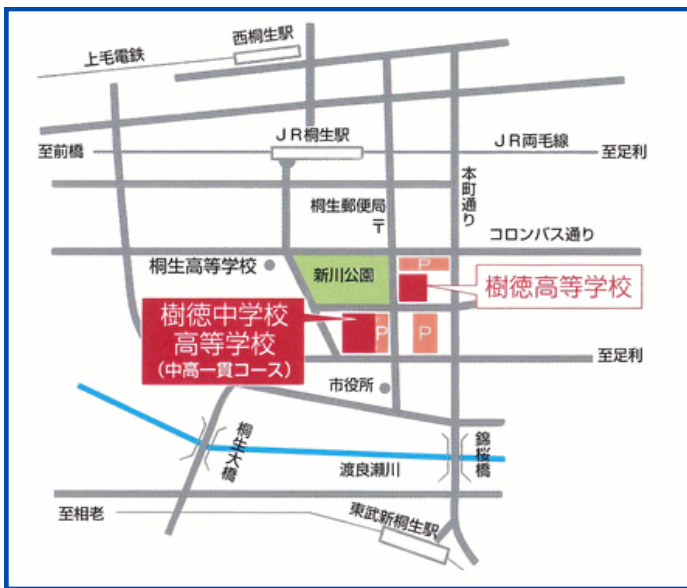 西桐生駅
上毛電鉄
JR桐生駅
JR両毛線
至前橋
至足利
本町通り
桐生郵便局
〒
コロンバス通り
桐生高等学校
新川公園
P
樹徳高等学校
樹徳中学校
高等学校
(中高一貫コース)
P
P
至足利
市役所
桐生大橋
渡良瀬川
錦桜橋
至相老
東武新桐生駅